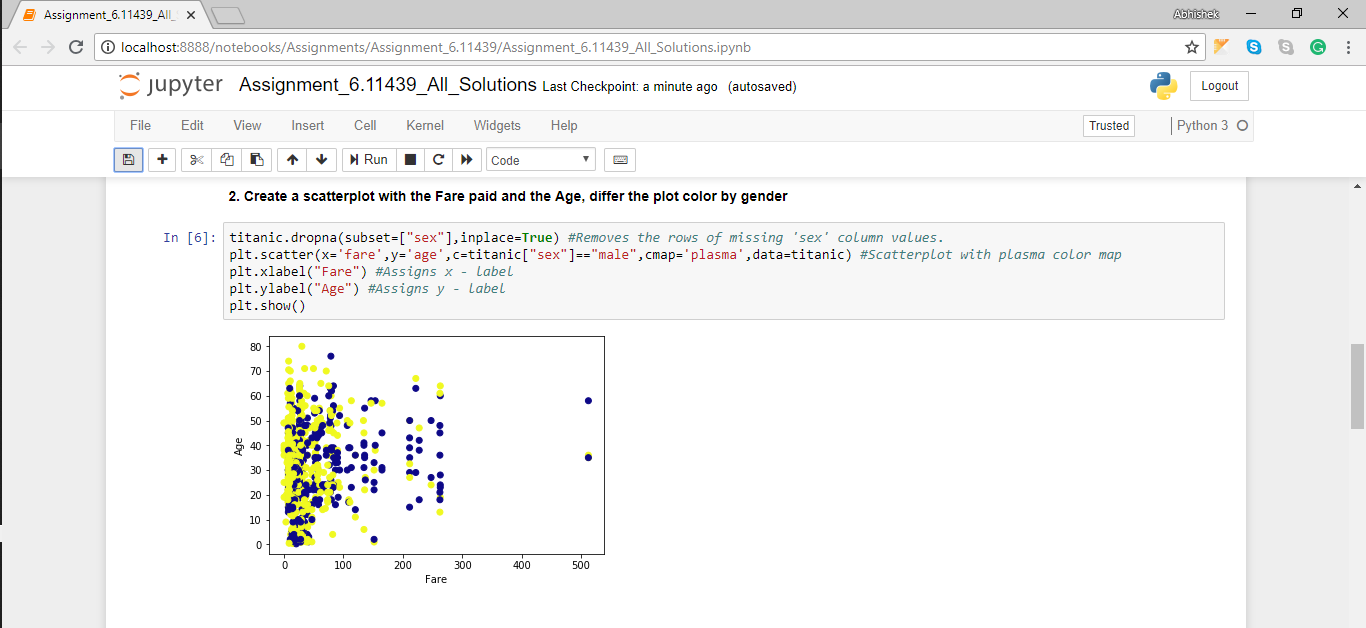 Assignment_6.11439_All_
Abhishek
localhost:8888/notebooks/Assignments/Assignment_6.11439/Assignment_6.11439_All_Solutions.ipynb
jupyter Assignment_6.11439_All_Solutions Last Checkpoint: a minute ago (autosaved)
Logout
File Edit View Insert Cell Kernel Widgets Help
Trusted Python 3
Run Code
2. Create a scatterplot with the Fare paid and the Age, differ the plot color by gender
In [6]: titanic.dropna(subset=["sex"],inplace=True) #Removes the rows of missing 'sex' column values.
plt.scatter(x='fare',y='age',c=titanic["sex"]=="male",cmap='plasma',data=titanic) #Scatterplot with plasma color map
plt.xlabel("Fare") #Assigns x - label
plt.ylabel("Age") #Assigns y - label
plt.show()
80
70
60
50
40
30
20
10
0
Age
0 100 200 300 400 500
Fare